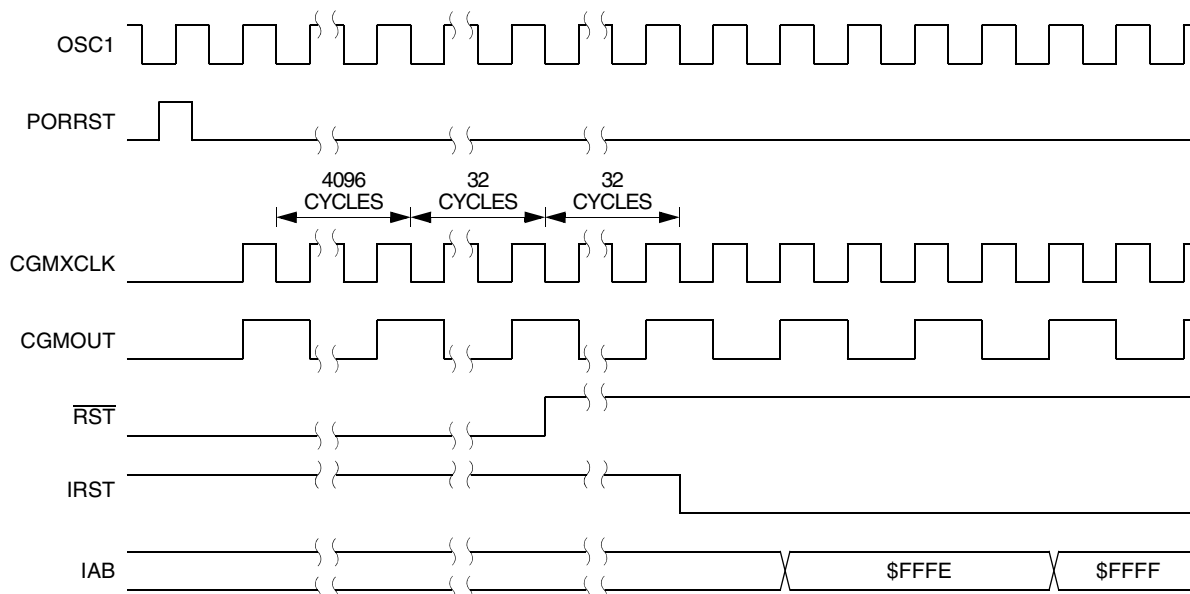 OSC1
PORRST
4096 32 32
CYCLES CYCLES CYCLES
CGMXCLK
CGMOUT
RST
IRST
IAB $FFFE $FFFF